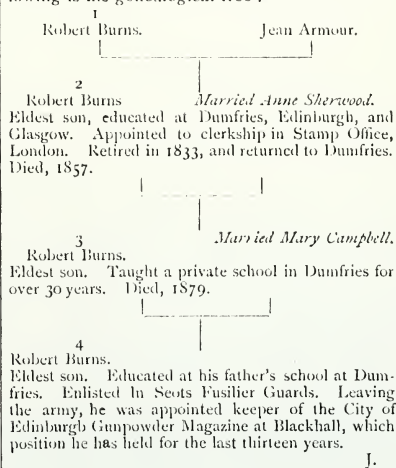 1
Robert Burns. Jean Armour.
2
Robert Burns Married Anne Sherwood.
Eldest son, educated at Dumfries, Edinburgh, and
Glasgow. Appointed to clerkship in Stamp Office,
London. Retired in 1833, and returned to Dumfries.
Died, 1857.
3 Married Mary Campbell.
Robert Burns.
Eldest son. Taught a private school in Dumfries for
over 30 years. Died, 1879.
4
Robert Burns.
Eldest son. Educated at his father's school at Dum-
fries. Enlisted In Scots Fusilier Guards. Leaving
the army, he was appointed keeper of the City of
Edinburgh Gunpowder Magazine at Blackhall, which
position he has held for the last thirteen years.
J.